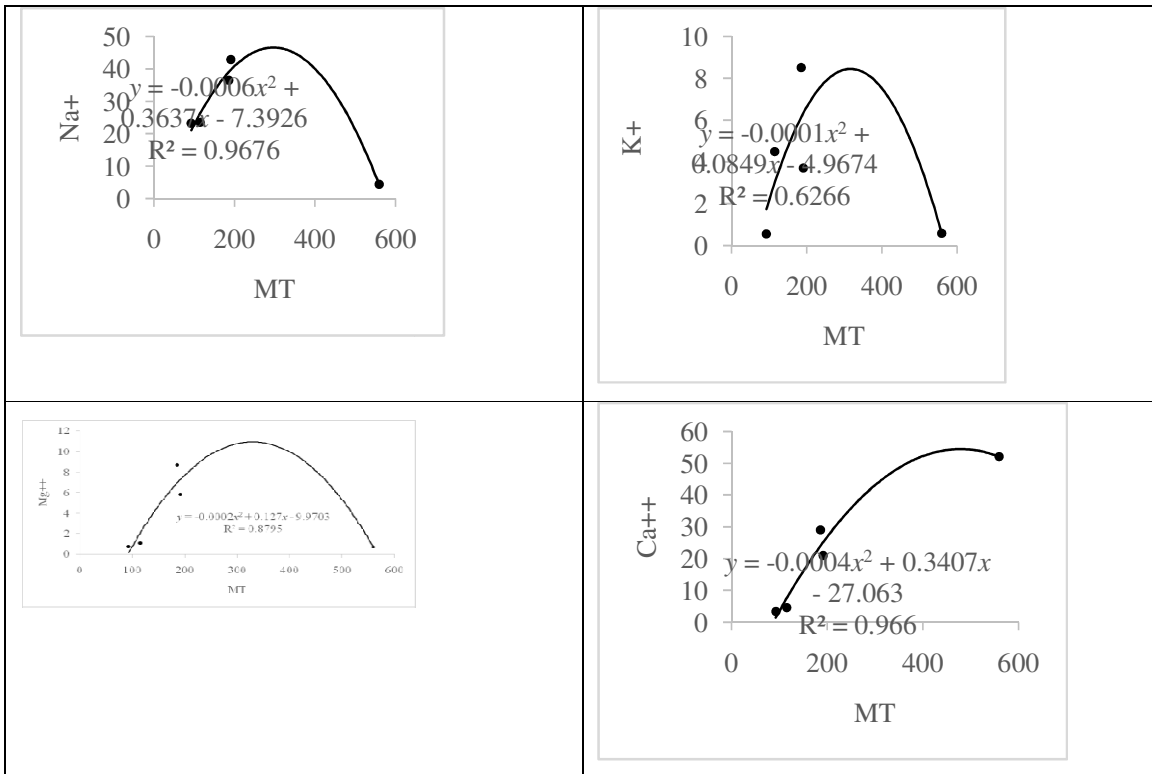 50
40
30
20
10
0
0 200 400 600
Na+
MT
y = -0.0006x² +
0.3637x - 7.3926
R² = 0.9676
10
8
6
4
2
0
0 200 400 600
K+
MT
y = -0.0001x² +
0.0849x - 4.9674
R² = 0.6266
12
10
8
6
4
2
0
0 100 200 300 400 500 600
Mg++
MT
y = -0.0002x² + 0.127x - 9.9703
R² = 0.8795
60
50
40
30
20
10
0
0 200 400 600
Ca++
MT
y = -0.0004x² + 0.3407x
- 27.063
R² = 0.966